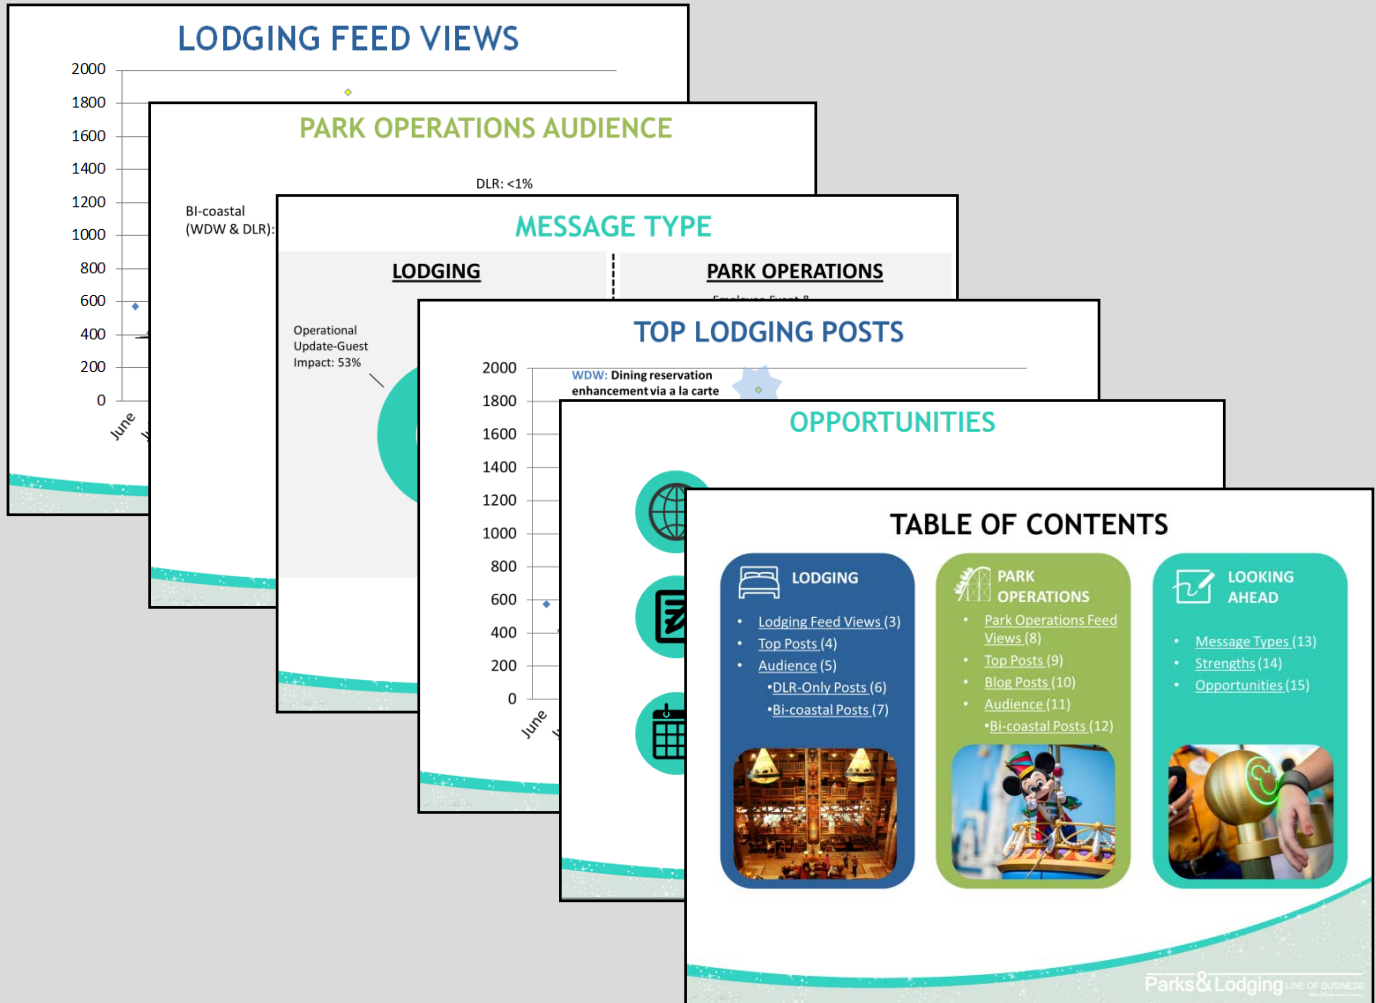 LODGING FEED VIEWS
2000
1800
1600
1400
1200
1000
800
600
400
200
0
June
PARK OPERATIONS AUDIENCE
DLR: <1%
BI-coastal
(WDW & DLR):
MESSAGE TYPE
LODGING
PARK OPERATIONS
Employee Event &
Operational
Update-Guest
Impact: 53%
TOP LODGING POSTS
2000
1800
1600
1400
1200
1000
800
600
400
200
0
June
WDW: Dining reservation
enhancement via a la carte
OPPORTUNITIES
TABLE OF CONTENTS
LODGING
• Lodging Feed Views (3)
• Top Posts (4)
• Audience (5)
•DLR-Only Posts (6)
•Bi-coastal Posts (7)
PARK
OPERATIONS
• Park Operations Feed
Views (8)
• Top Posts (9)
• Blog Posts (10)
• Audience (11)
•Bi-coastal Posts (12)
LOOKING
AHEAD
• Message Types (13)
• Strengths (14)
• Opportunities (15)
Parks & Lodging LINE OF BUSINESS